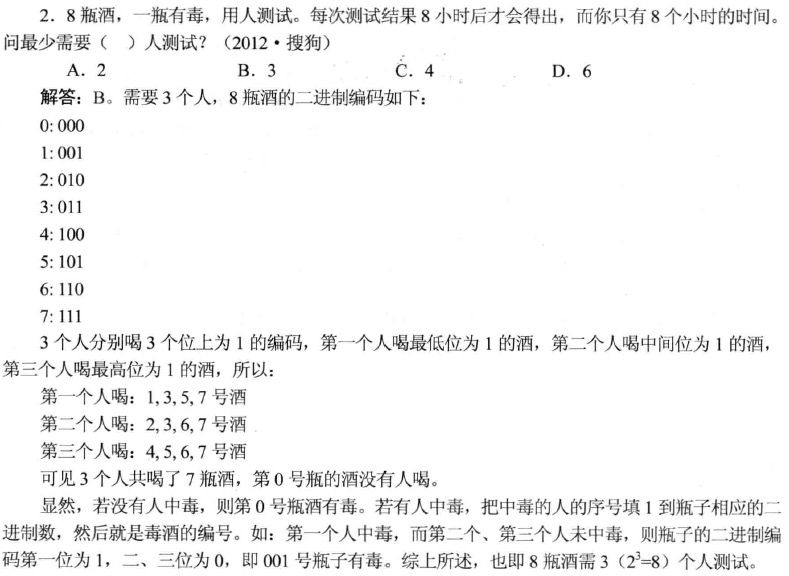 2．8 瓶酒，一瓶有毒，用人测试。每次测试结果 8 小时后才会得出，而你只有 8 个小时的时间。
问最少需要（ ）人测试？（2012·搜狗）
A．2 B．3 C．4 D．6
解答：B。需要 3 个人，8 瓶酒的二进制编码如下：
0: 000
1: 001
2: 010
3: 011
4: 100
5: 101
6: 110
7: 111
3 个人分别喝 3 个位上为 1 的编码，第一个人喝最低位为 1 的酒，第二个人喝中间位为 1 的酒，
第三个人喝最高位为 1 的酒，所以：
第一个人喝：1, 3, 5, 7 号酒
第二个人喝：2, 3, 6, 7 号酒
第三个人喝：4, 5, 6, 7 号酒
可见 3 个人共喝了 7 瓶酒，第 0 号瓶的酒没有人喝。
显然，若没有人中毒，则第 0 号瓶酒有毒。若有人中毒，把中毒的人的序号填 1 到瓶子相应的二
进制数，然后就是毒酒的编号。如：第一个人中毒，而第二个、第三个人未中毒，则瓶子的二进制编
码第一位为 1，二、三位为 0，即 001 号瓶子有毒。综上所述，也即 8 瓶酒需 3（2³=8）个人测试。